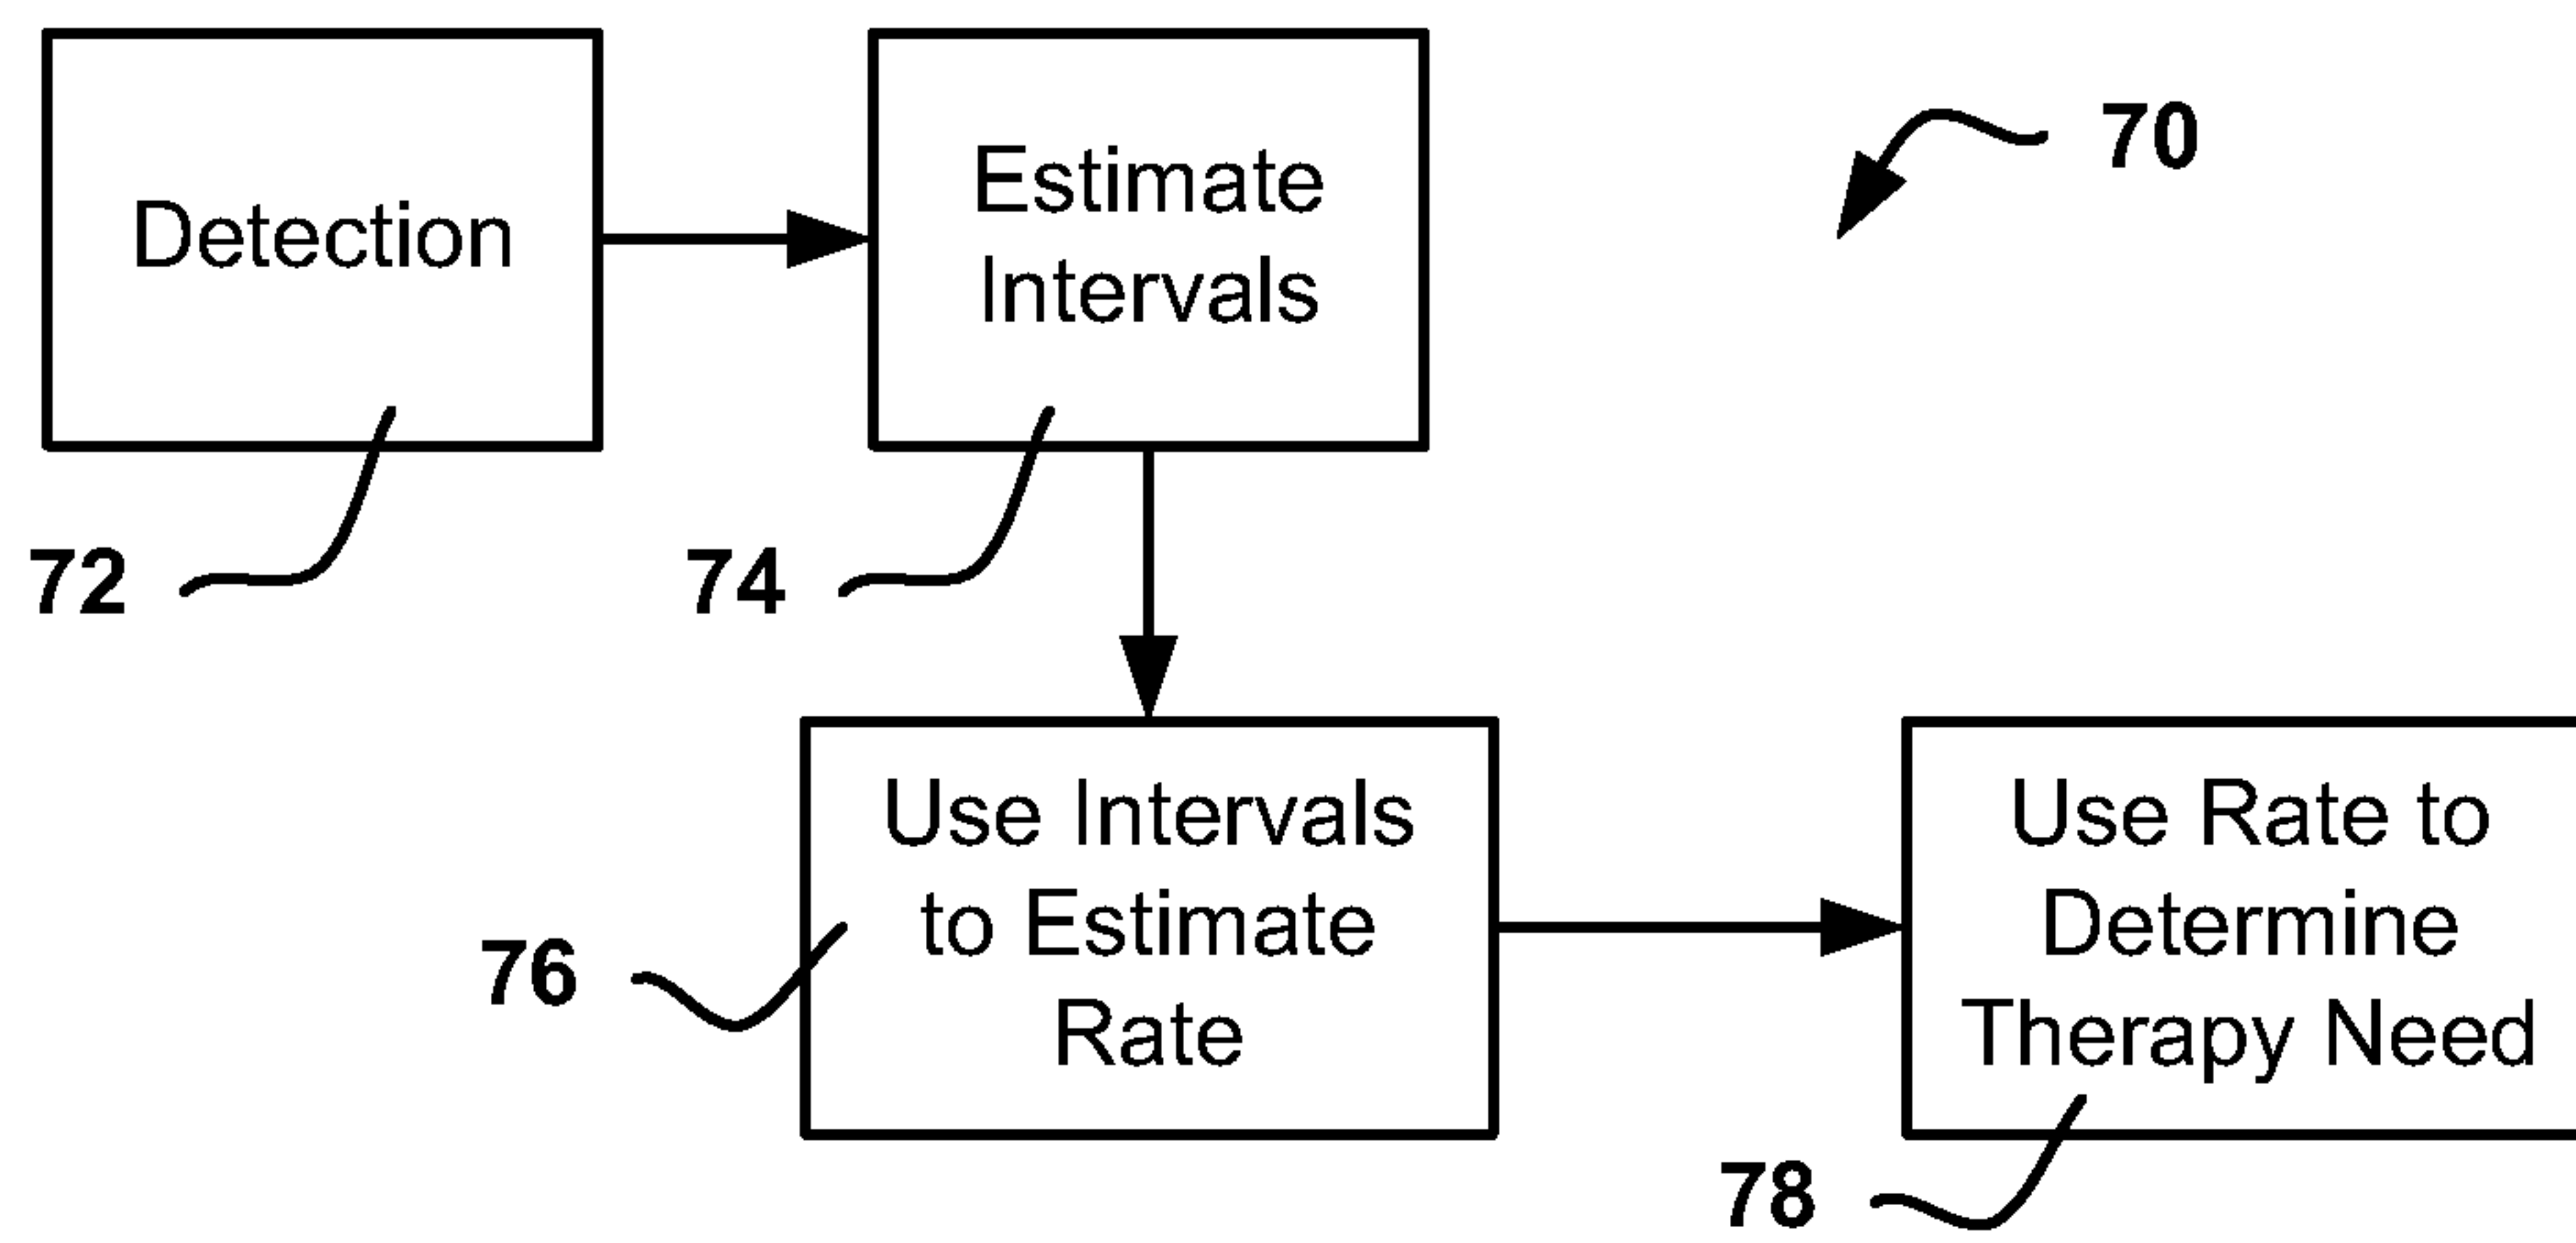 Detection
Estimate
Intervals
70
72
74
Use Intervals
to Estimate
Rate
76
Use Rate to
Determine
Therapy Need
78